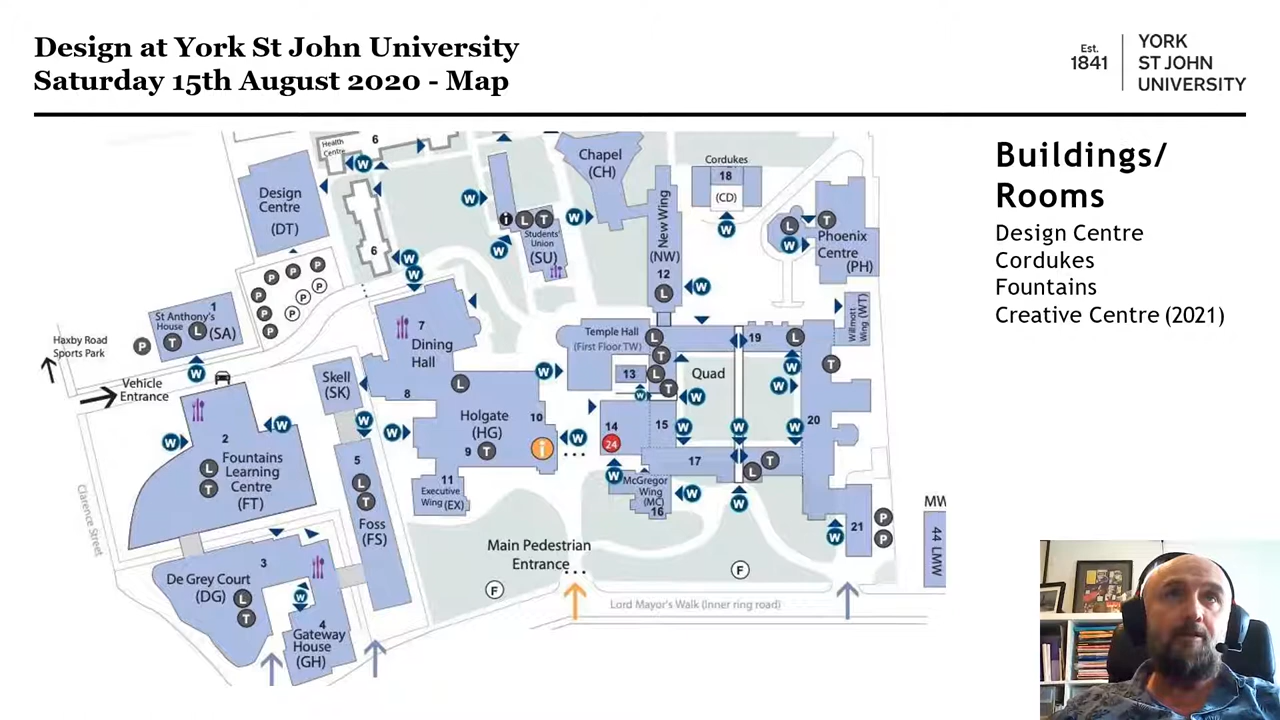 Design at York St John University
Saturday 15th August 2020 - Map
Est.
1841
YORK
ST JOHN
UNIVERSITY
Buildings/
Rooms
Design Centre
Cordukes
Fountains
Creative Centre (2021)
Health
Centre
6
Chapel
(CH)
Cordukes
18
(CD)
W
Design
Centre
(DT)
6
i L T
Students'
Union
(SU)
New Wing
(NW)
12
L
L T
Phoenix
Centre
(PH)
P
1
St Anthony's
House
(SA)
P T L
7
Dining
Hall
8
Temple Hall
(First Floor TW)
13
Quad
19
Willmott
Wing (WT)
Haxby Road
Sports Park
Vehicle
Entrance
Skell
(SK)
Holgate
(HG)
9 T
10
i
14
24
15
20
2
Fountains
Learning
Centre
(FT)
L
T
5
L
T
Foss
(FS)
11
Executive
Wing (EX)
17
McGregor
Wing
(MC)
16
21
P
P
MW
44 LMW
Clarence Street
Main Pedestrian
Entrance
3
De Grey Court
(DG)
L
T
4
Gateway
House
(GH)
F
F
Lord Mayor's Walk (Inner ring road)